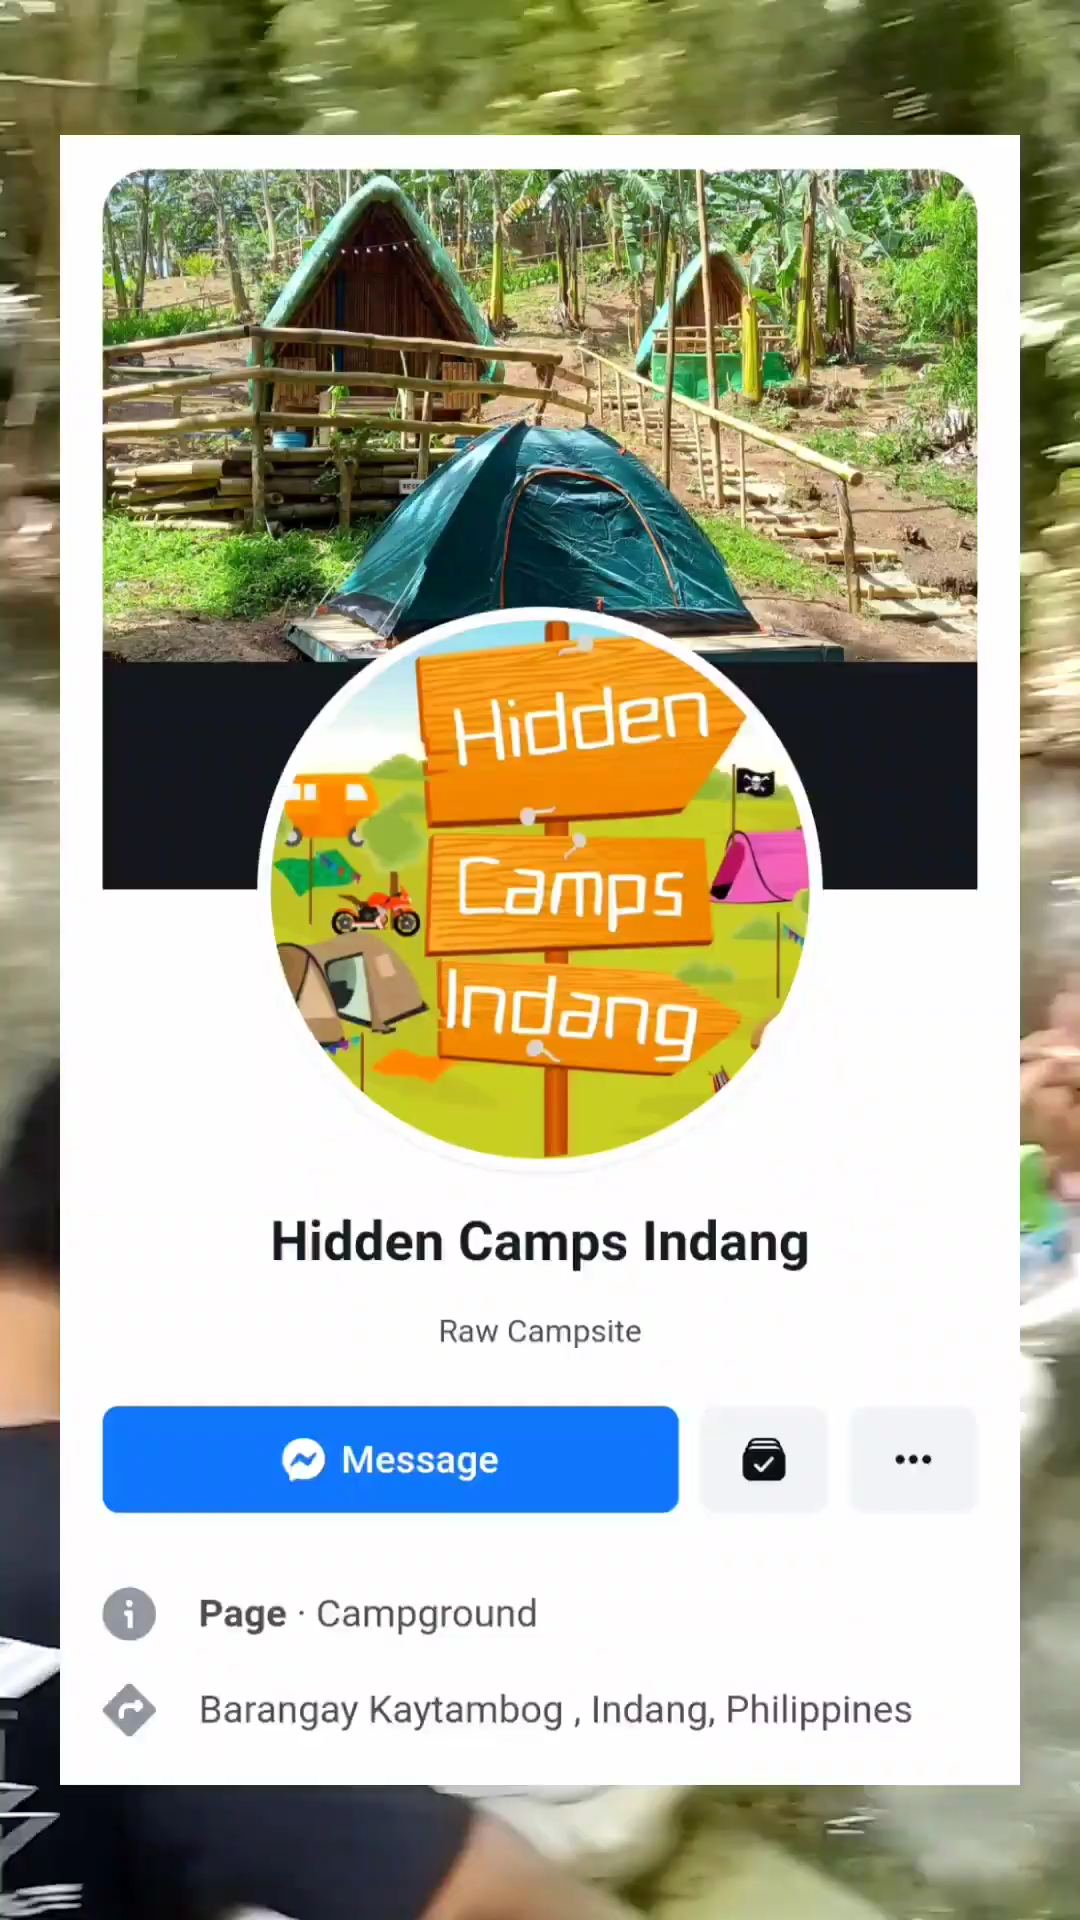 Hidden
Camps
Indang
Hidden Camps Indang
Raw Campsite
Message
Page · Campground
Barangay Kaytambog , Indang, Philippines